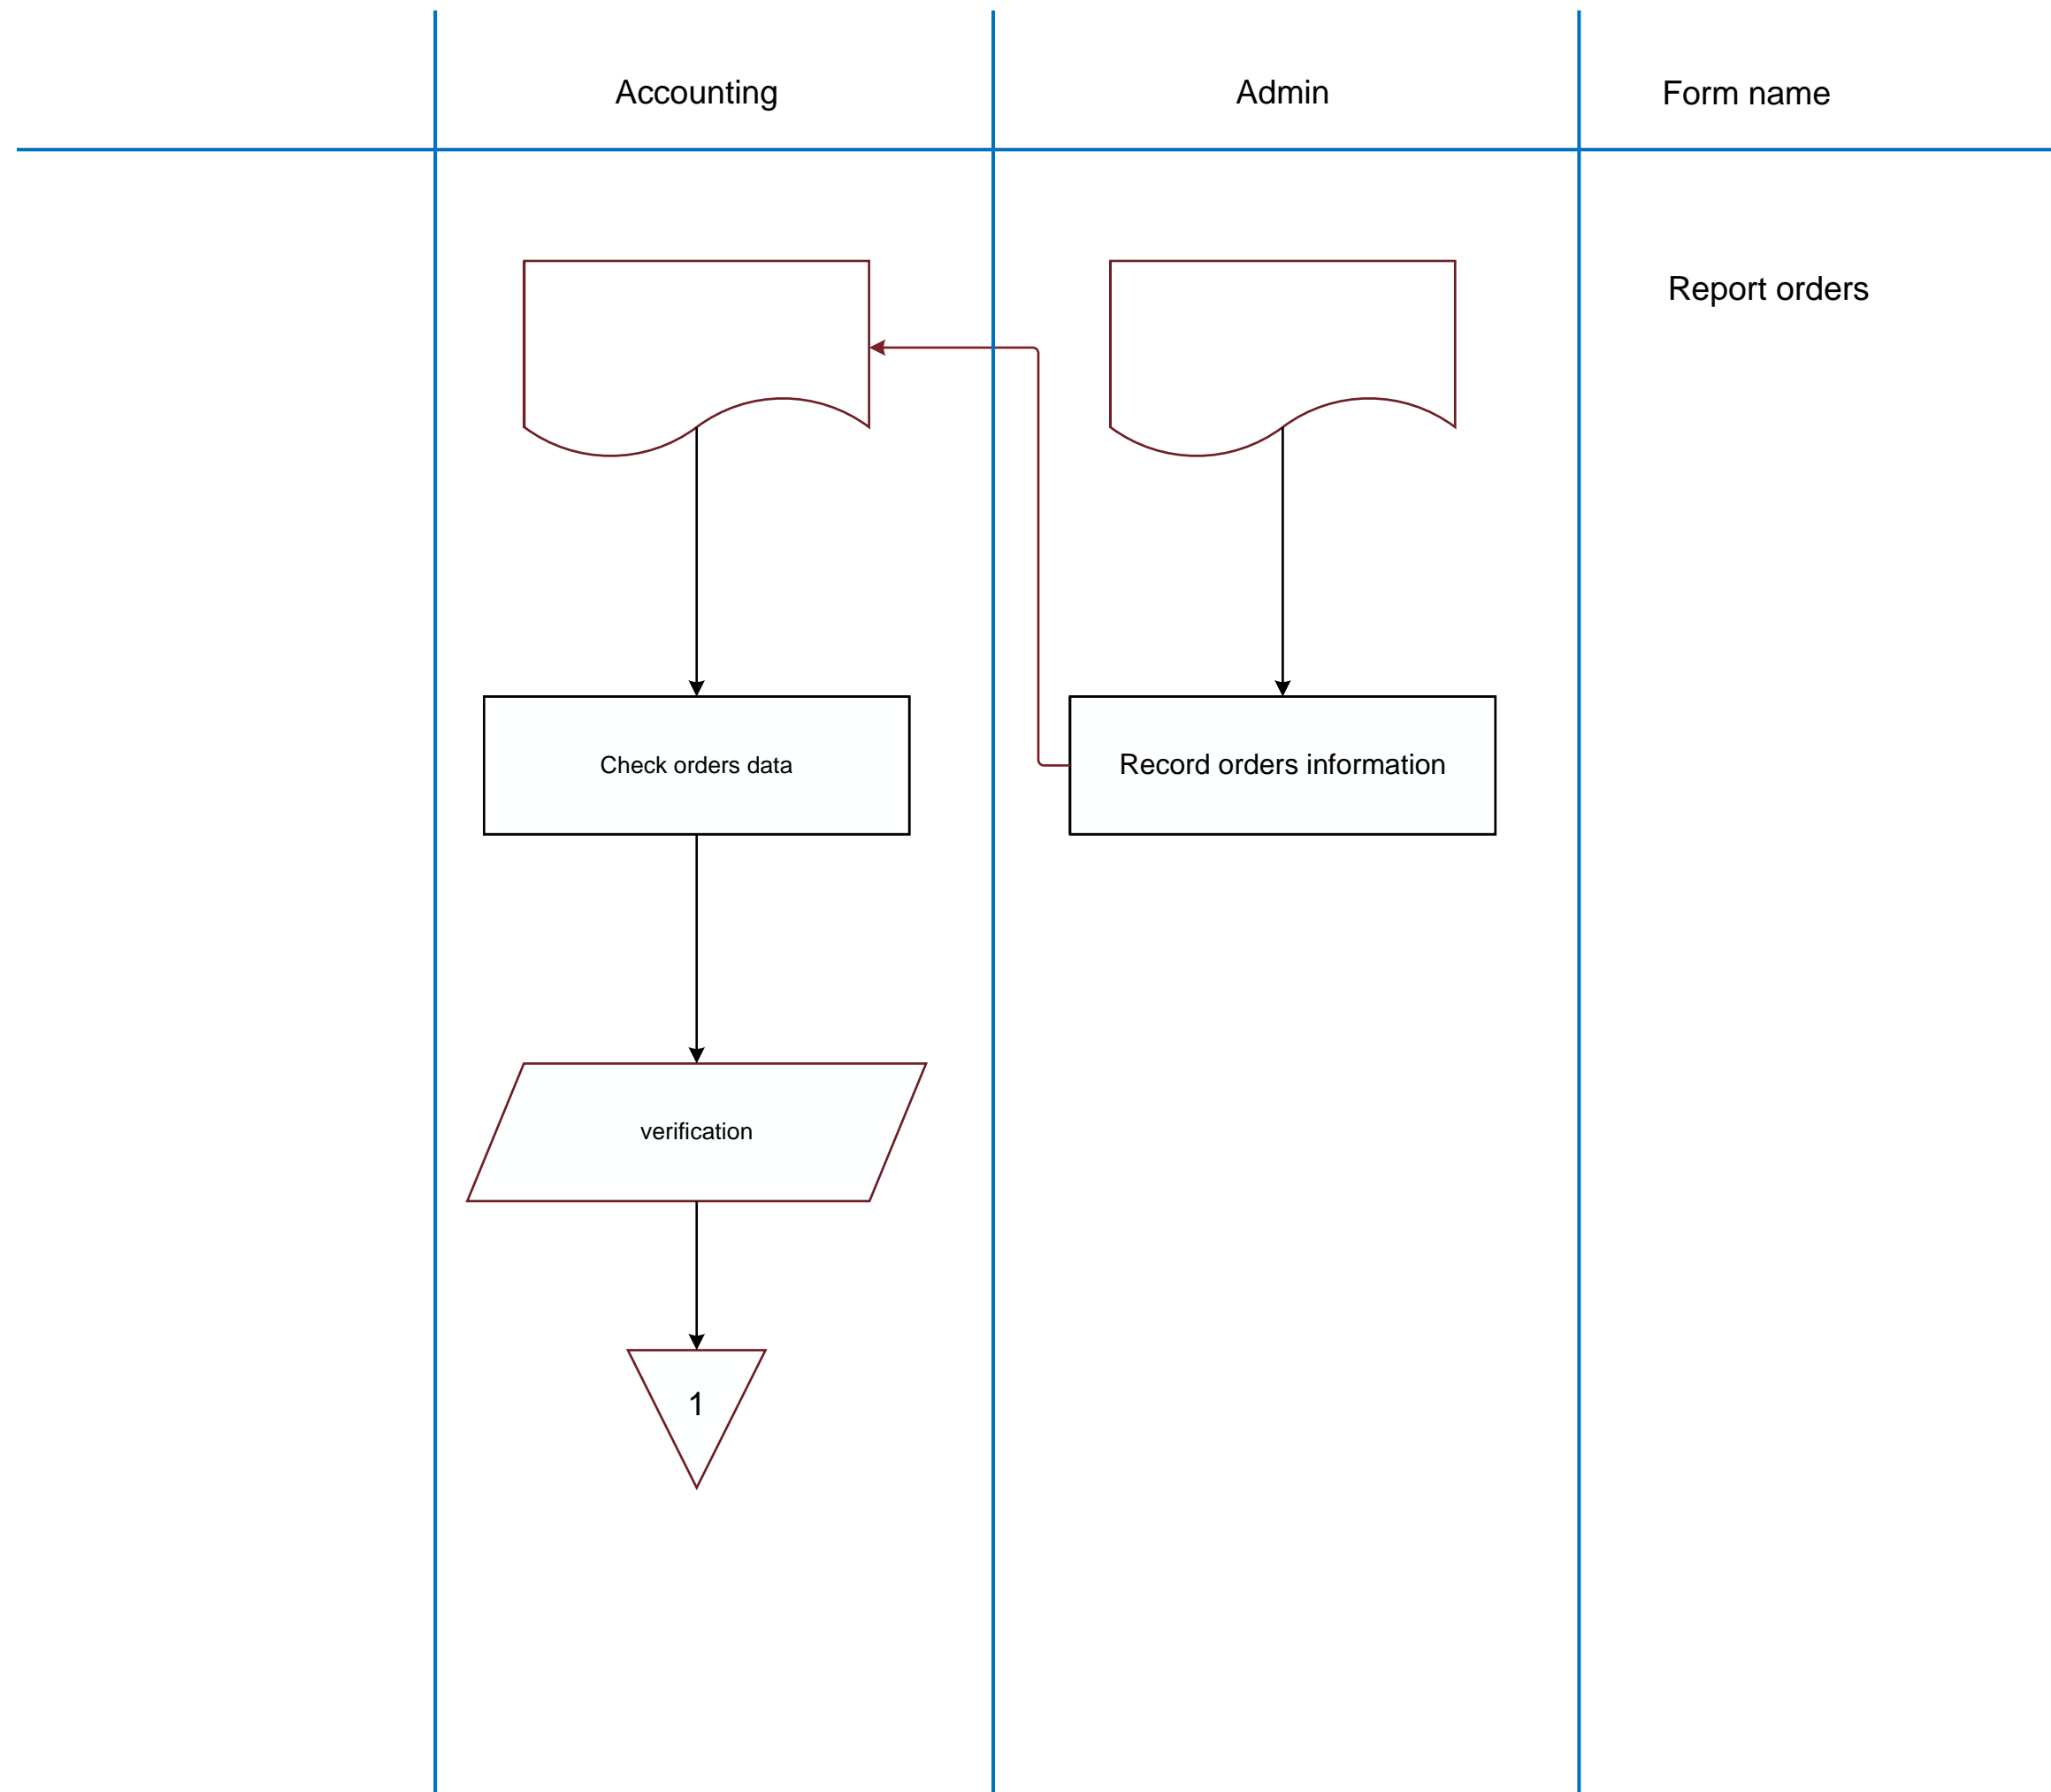 Accounting
Admin
Form name
Report orders
Check orders data
Record orders information
verification
1